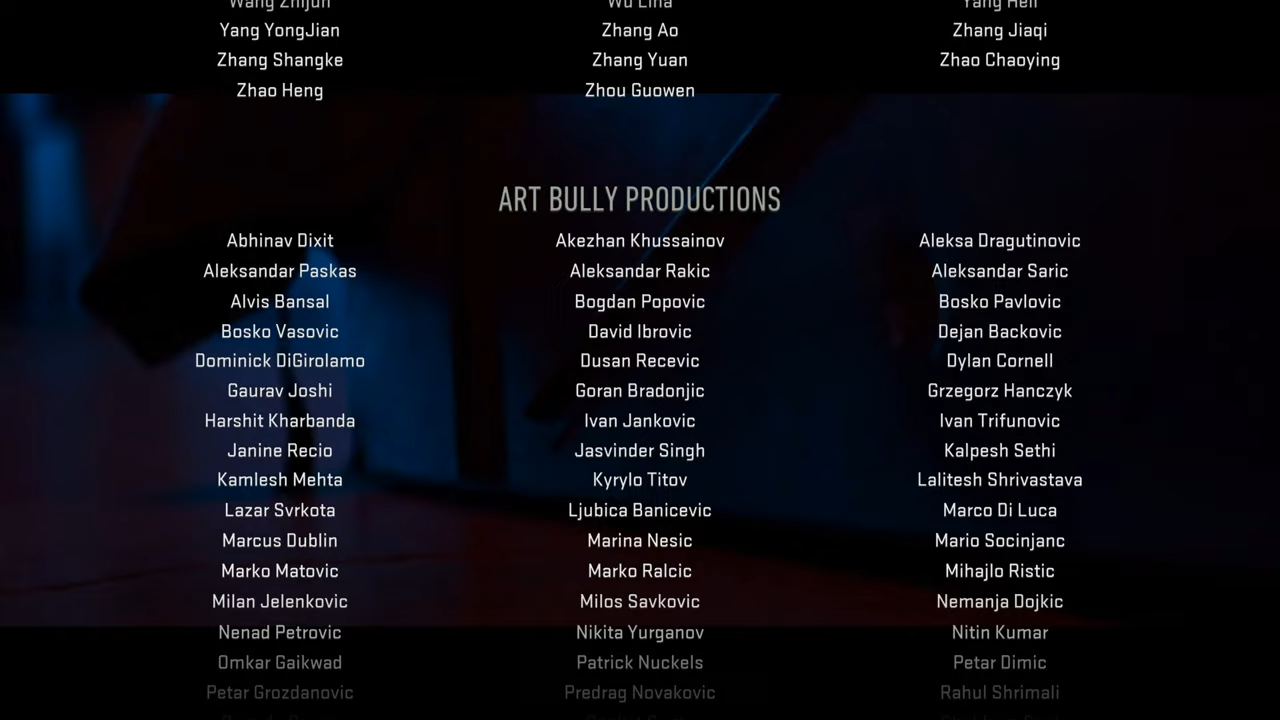 Wang Zhijun Wu Lina Yang Heli
Yang YongJian Zhang Ao Zhang Jiaqi
Zhang Shangke Zhang Yuan Zhao Chaoying
Zhao Heng Zhou Guowen
ART BULLY PRODUCTIONS
Abhinav Dixit Akezhan Khussainov Aleksa Dragutinovic
Aleksandar Paskas Aleksandar Rakic Aleksandar Saric
Alvis Bansal Bogdan Popovic Bosko Pavlovic
Bosko Vasovic David Ibrovic Dejan Backovic
Dominick DiGirolamo Dusan Recevic Dylan Cornell
Gaurav Joshi Goran Bradonjic Grzegorz Hanczyk
Harshit Kharbanda Ivan Jankovic Ivan Trifunovic
Janine Recio Jasvinder Singh Kalpesh Sethi
Kamlesh Mehta Kyrylo Titov Lalitesh Shrivastava
Lazar Svrkota Ljubica Banicevic Marco Di Luca
Marcus Dublin Marina Nesic Mario Socinjanc
Marko Matovic Marko Ralcic Mihajlo Ristic
Milan Jelenkovic Milos Savkovic Nemanja Dojkic
Nenad Petrovic Nikita Yurganov Nitin Kumar
Omkar Gaikwad Patrick Nuckels Petar Dimic
Petar Grozdanovic Predrag Novakovic Rahul Shrimali